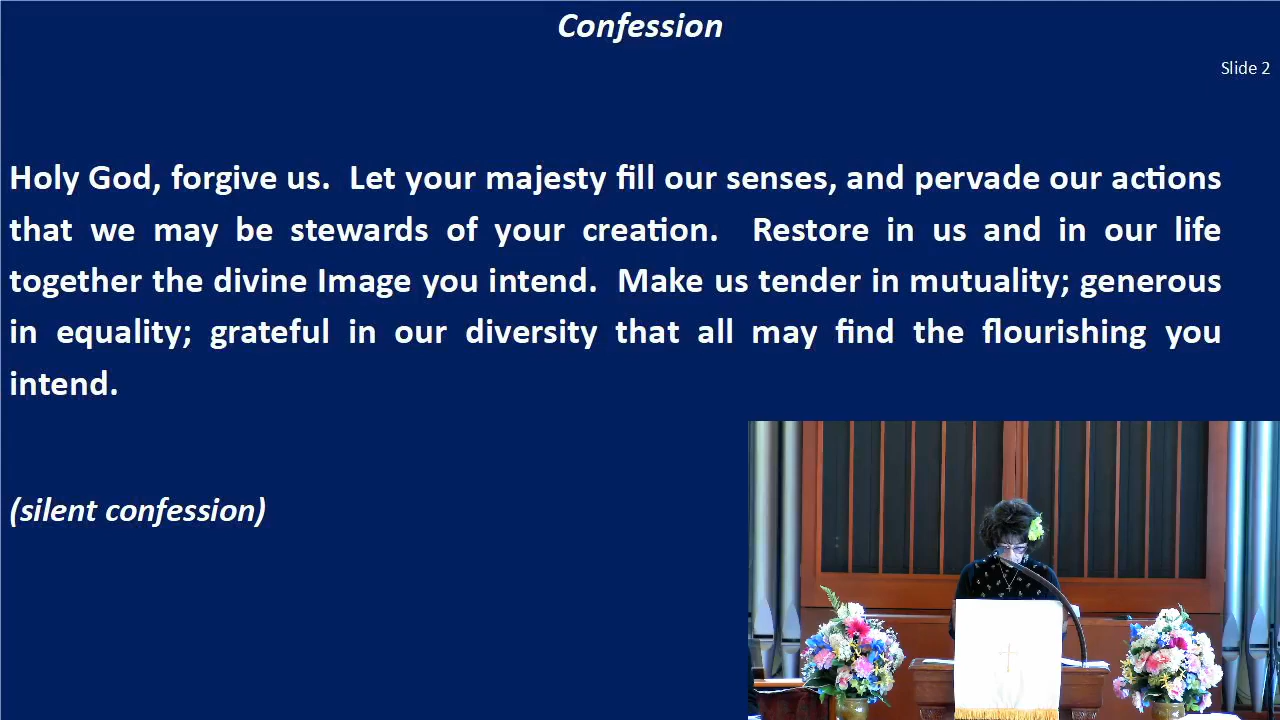 Confession
Slide 2
Holy God, forgive us.  Let your majesty fill our senses, and pervade our actions
that we may be stewards of your creation.  Restore in us and in our life
together the divine Image you intend.  Make us tender in mutuality; generous
in equality; grateful in our diversity that all may find the flourishing you
intend.
(silent confession)